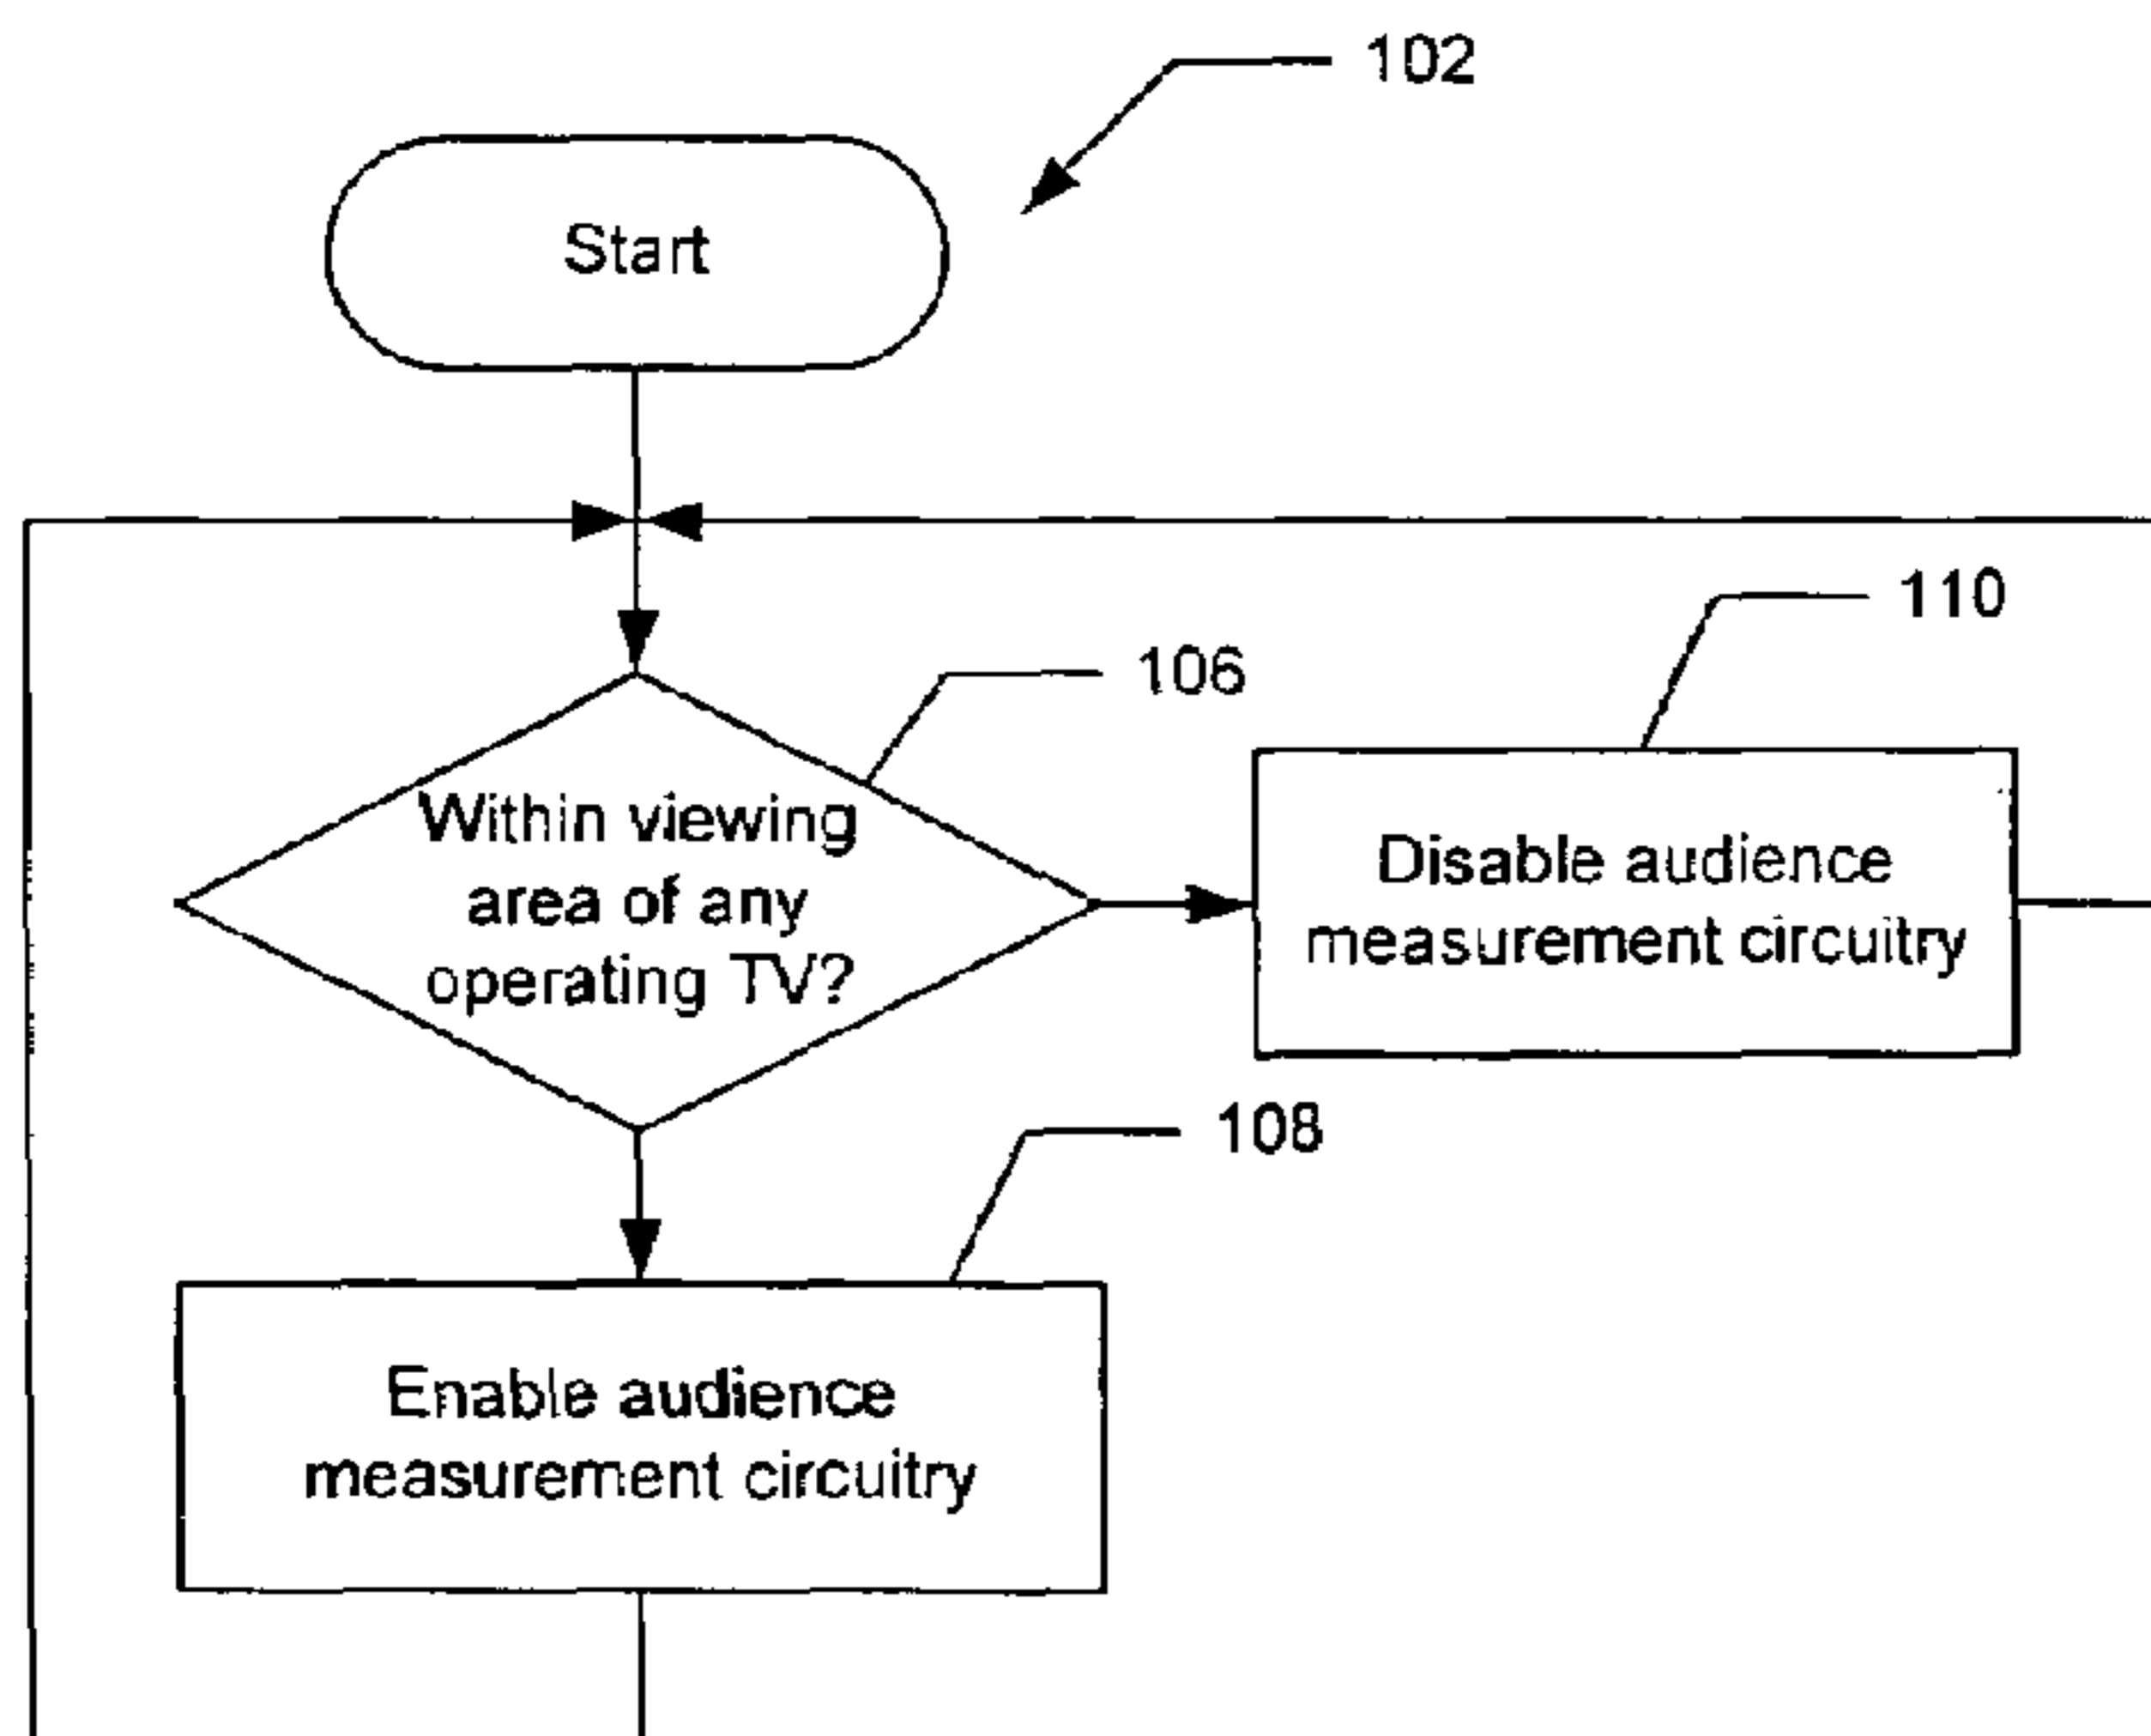 102
Start
110
106
Within viewing
area of any
operating TV?
Disable audience
measurement circuitry
108
Enable audience
measurement circuitry